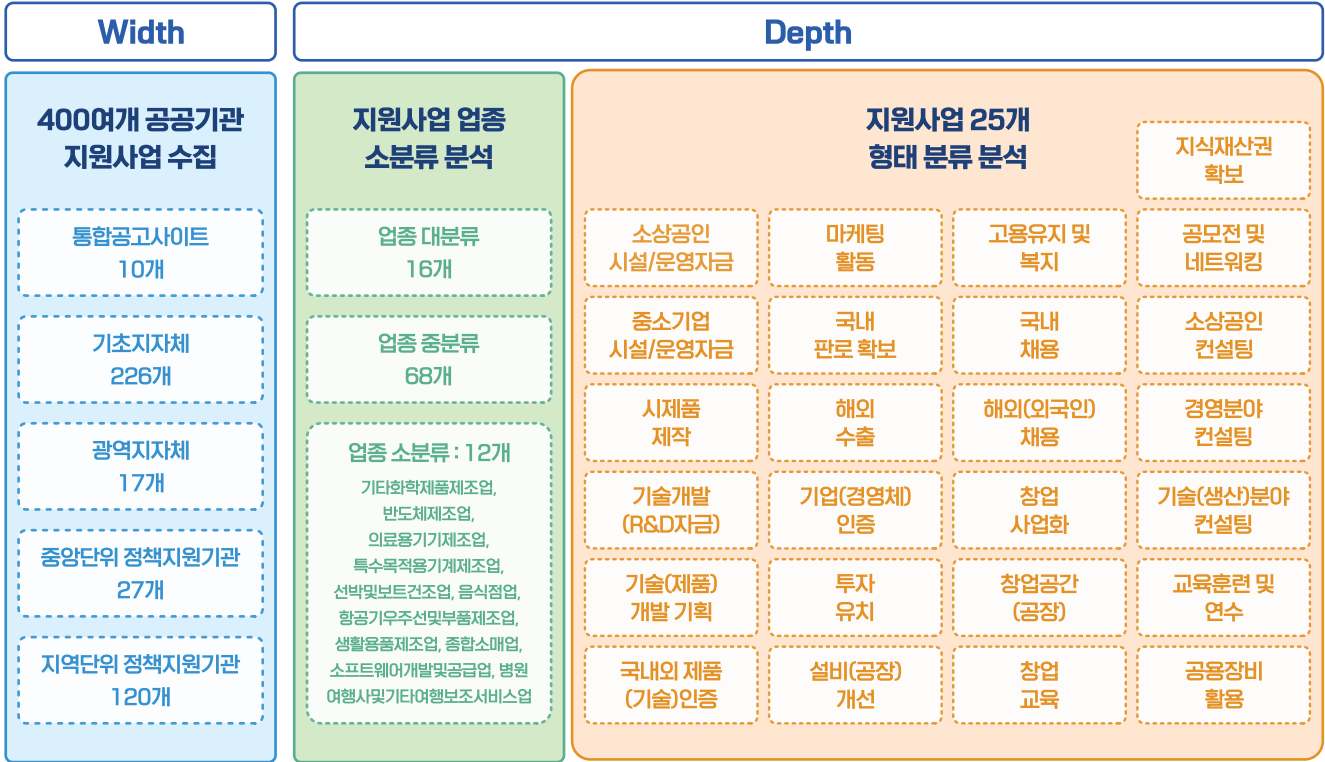 Width
Depth
400여개 공공기관
지원사업 수집
통합공고사이트
10개
기초지자체
226개
광역지자체
17개
중앙단위 정책지원기관
27개
지역단위 정책지원기관
120개
지원사업 업종
소분류 분석
업종 대분류
16개
업종 중분류
68개
업종 소분류 : 12개
기타화학제품제조업,
반도체제조업,
의료용기기제조업,
특수목적용기계제조업,
선박및보트건조업, 음식점업,
항공기우주선및부품제조업,
생활용품제조업, 종합소매업,
소프트웨어개발및공급업, 병원
여행사및기타여행보조서비스업
지원사업 25개
형태 분류 분석
지식재산권
확보
소상공인
시설/운영자금
마케팅
활동
고용유지 및
복지
공모전 및
네트워킹
중소기업
시설/운영자금
국내
판로 확보
국내
채용
소상공인
컨설팅
시제품
제작
해외
수출
해외(외국인)
채용
경영분야
컨설팅
기술개발
(R&D자금)
기업(경영체)
인증
창업
사업화
기술(생산)분야
컨설팅
기술(제품)
개발 기획
투자
유치
창업공간
(공장)
교육훈련 및
연수
국내외 제품
(기술)인증
설비(공장)
개선
창업
교육
공용장비
활용